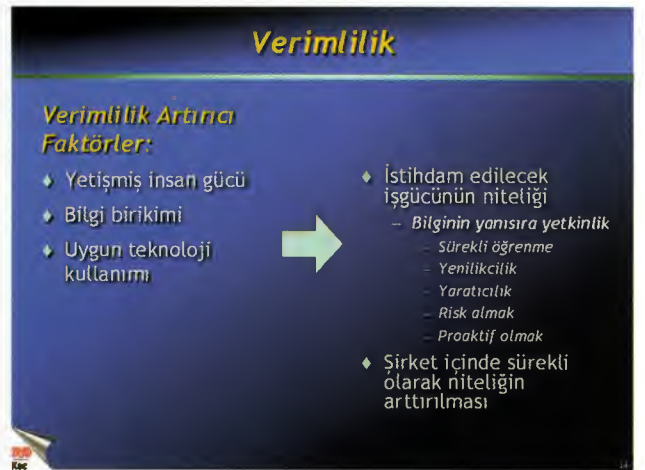 Verimlilik
Verimlilik Artırıcı
Faktörler:
♦ Yetişmiş insan gücü
♦ Bilgi birikimi
♦ Uygun teknoloji
kullanımı
♦ İstihdam edilecek
işgücünün niteliği
– Bilginin yanısıra yetkinlik
– Sürekli öğrenme
– Yenilikcilik
– Yaratıcılık
– Risk almak
– Proaktif olmak
♦ Şirket içinde sürekli
olarak niteliğin
arttırılması
Koç